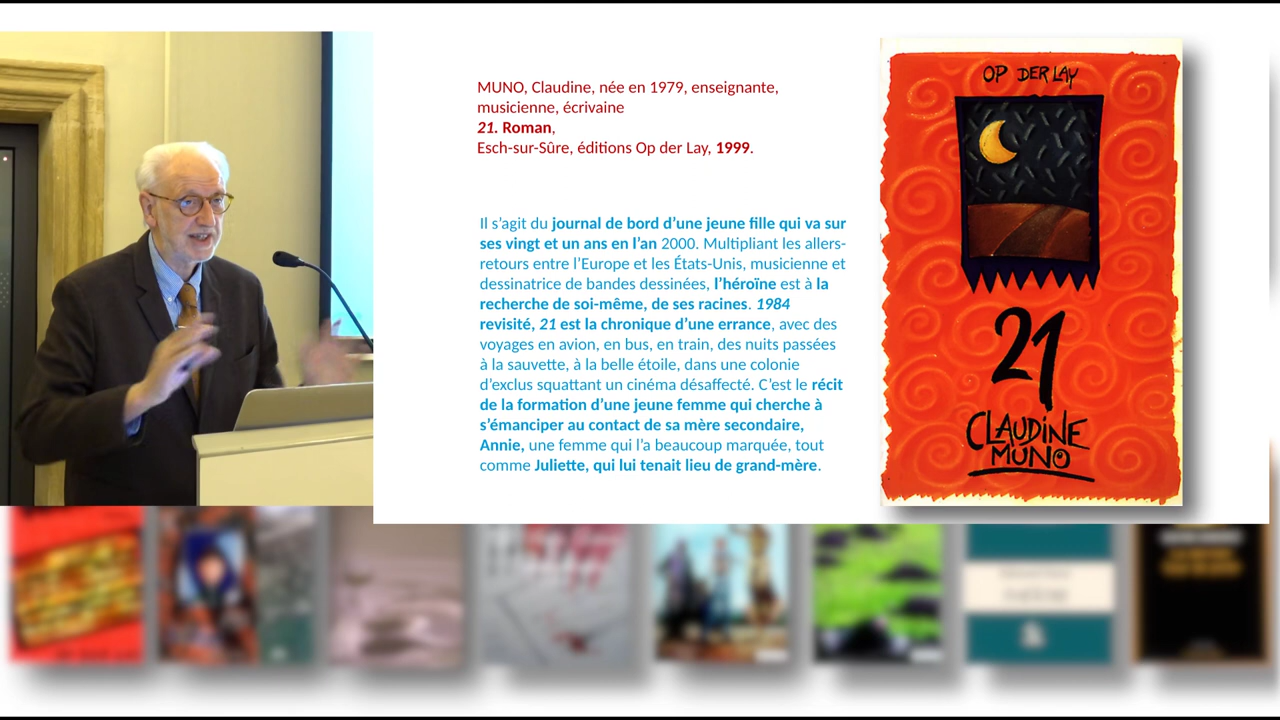 MUNO, Claudine, née en 1979, enseignante,
musicienne, écrivaine
21. Roman,
Esch-sur-Sûre, éditions Op der Lay, 1999.
Il s’agit du journal de bord d’une jeune fille qui va sur
ses vingt et un ans en l’an 2000. Multipliant les allers-
retours entre l’Europe et les États-Unis, musicienne et
dessinatrice de bandes dessinées, l’héroïne est à la
recherche de soi-même, de ses racines. 1984
revisité, 21 est la chronique d’une errance, avec des
voyages en avion, en bus, en train, des nuits passées
à la sauvette, à la belle étoile, dans une colonie
d’exclus squattant un cinéma désaffecté. C’est le récit
de la formation d’une jeune femme qui cherche à
s’émanciper au contact de sa mère secondaire,
Annie, une femme qui l’a beaucoup marquée, tout
comme Juliette, qui lui tenait lieu de grand-mère.
OP DER LAY
21
CLAUDINE
MUNO